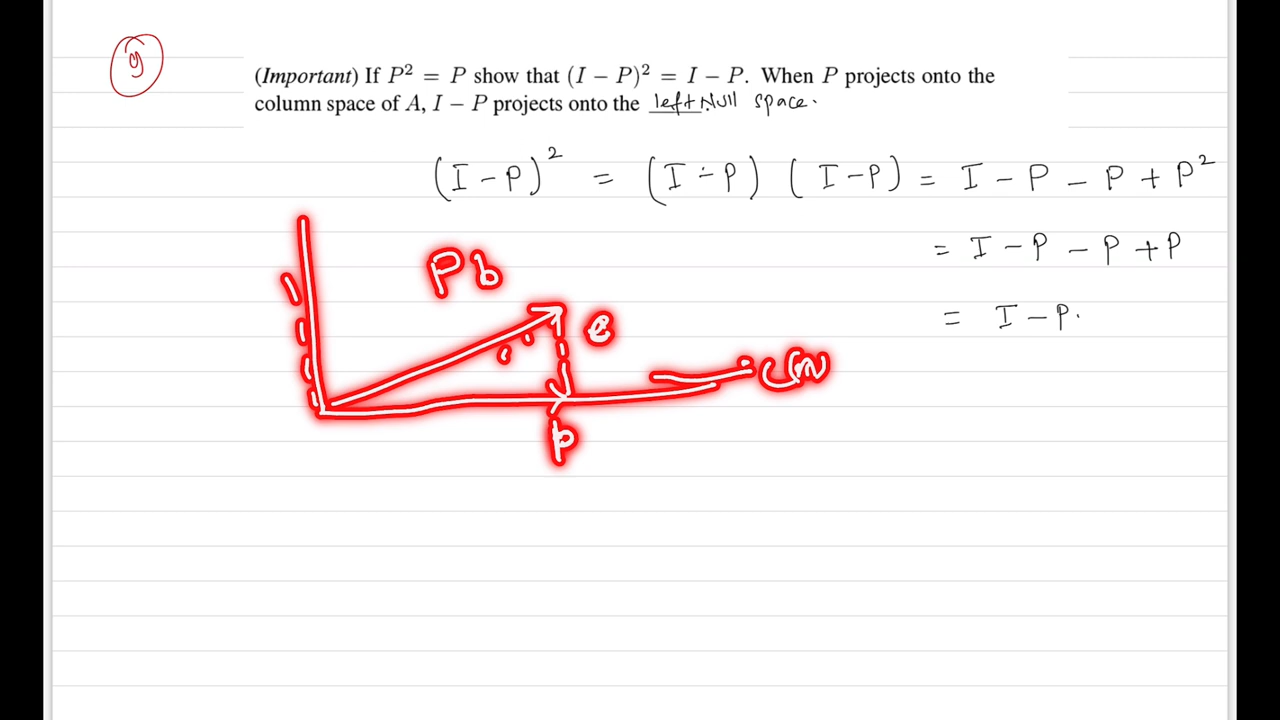 (Important) If P² = P show that (I − P)² = I − P. When P projects onto the
column space of A, I − P projects onto the left Null space.
(I − P)² = (I − P) (I − P) = I − P − P + P²
= I − P − P + P
Pb
= I − P.
e
p